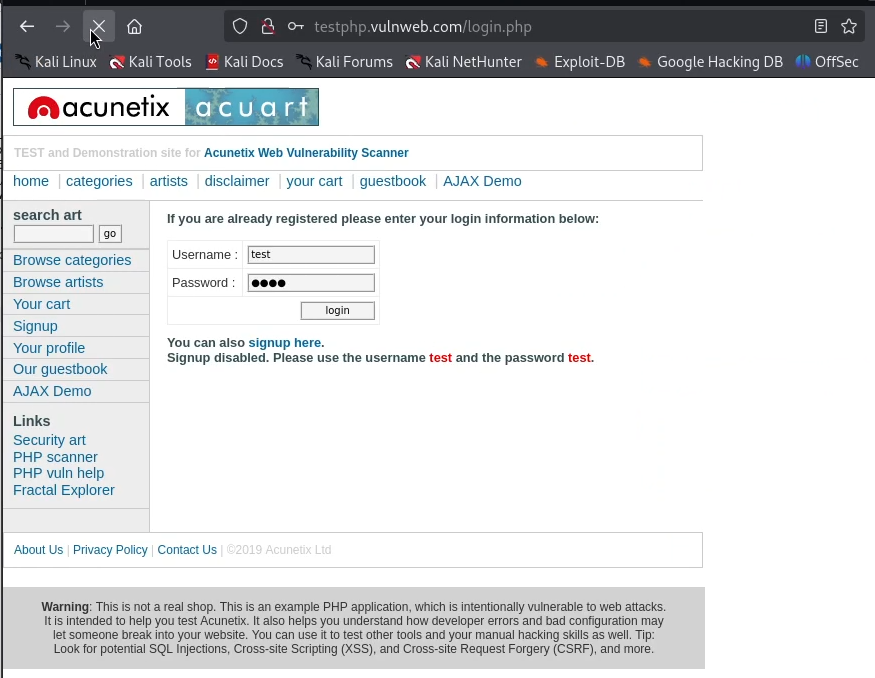 testphp.vulnweb.com/login.php
Kali Linux Kali Tools Kali Docs Kali Forums Kali NetHunter Exploit-DB Google Hacking DB OffSec
acunetix acuart
TEST and Demonstration site for Acunetix Web Vulnerability Scanner
home | categories | artists | disclaimer | your cart | guestbook | AJAX Demo
search art
go
Browse categories
Browse artists
Your cart
Signup
Your profile
Our guestbook
AJAX Demo
Links
Security art
PHP scanner
PHP vuln help
Fractal Explorer
If you are already registered please enter your login information below:
Username : test
Password : ●●●●
login
You can also signup here.
Signup disabled. Please use the username test and the password test.
About Us | Privacy Policy | Contact Us | ©2019 Acunetix Ltd
Warning: This is not a real shop. This is an example PHP application, which is intentionally vulnerable to web attacks.
It is intended to help you test Acunetix. It also helps you understand how developer errors and bad configuration may
let someone break into your website. You can use it to test other tools and your manual hacking skills as well. Tip:
Look for potential SQL Injections, Cross-site Scripting (XSS), and Cross-site Request Forgery (CSRF), and more.